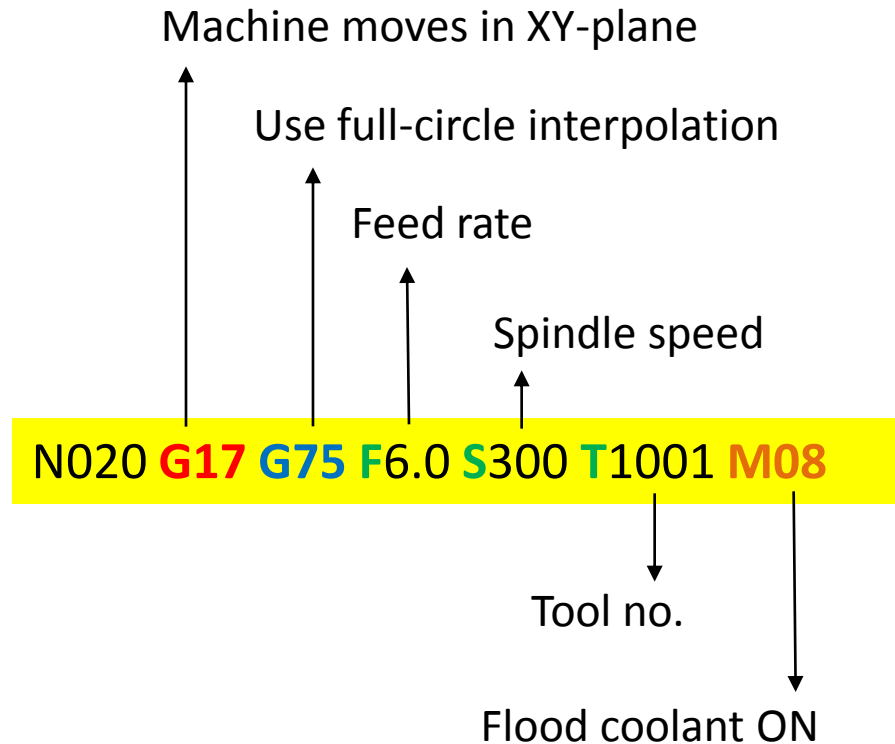 Machine moves in XY-plane
Use full-circle interpolation
Feed rate
Spindle speed
N020 G17 G75 F6.0 S300 T1001 M08
Tool no.
Flood coolant ON